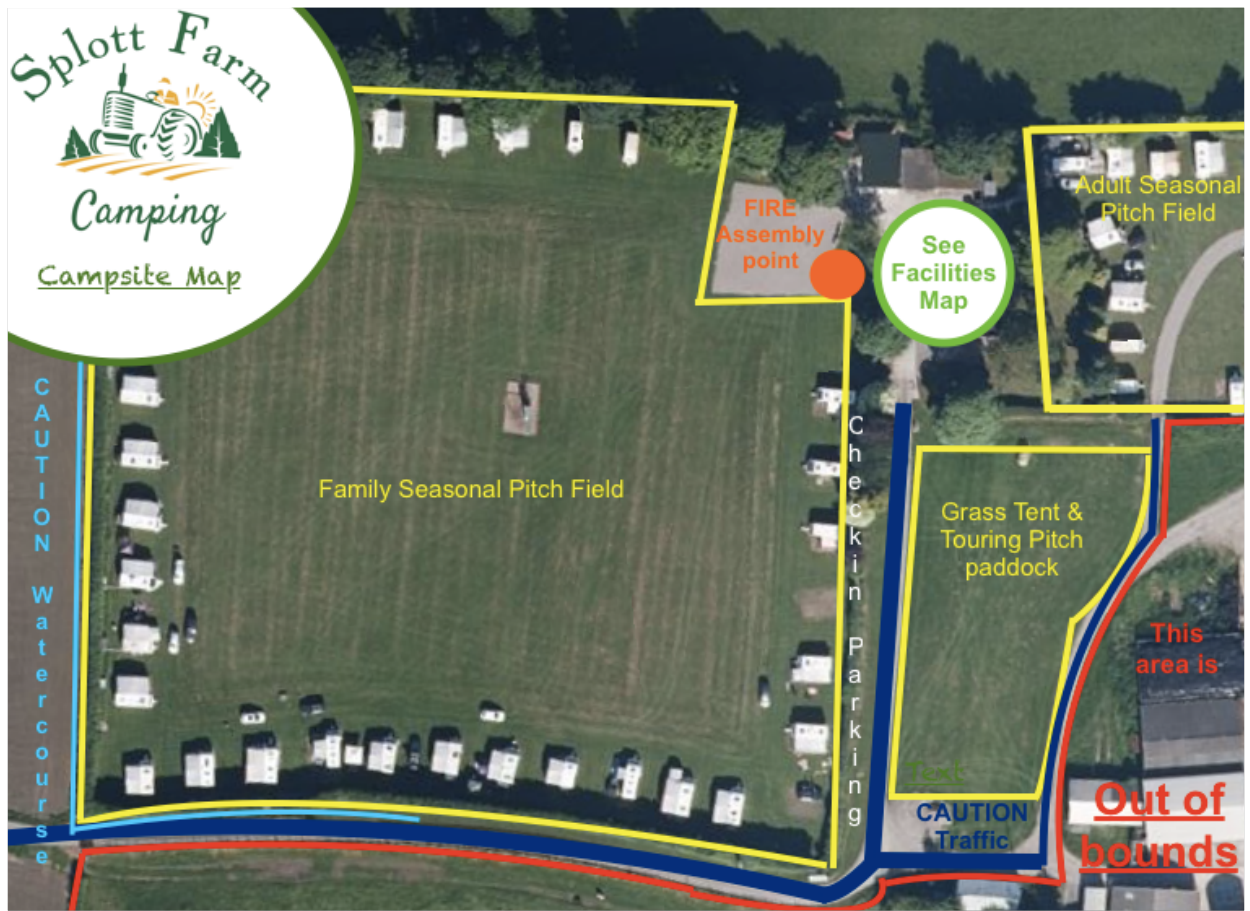 Splott Farm
Camping
Campsite Map
FIRE
Assembly
point
See
Facilities
Map
Adult Seasonal
Pitch Field
CAUTION Watercourse
Family Seasonal Pitch Field
Checkin Parking
Grass Tent &
Touring Pitch
paddock
Tent
CAUTION
Traffic
This
area is
Out of
bounds